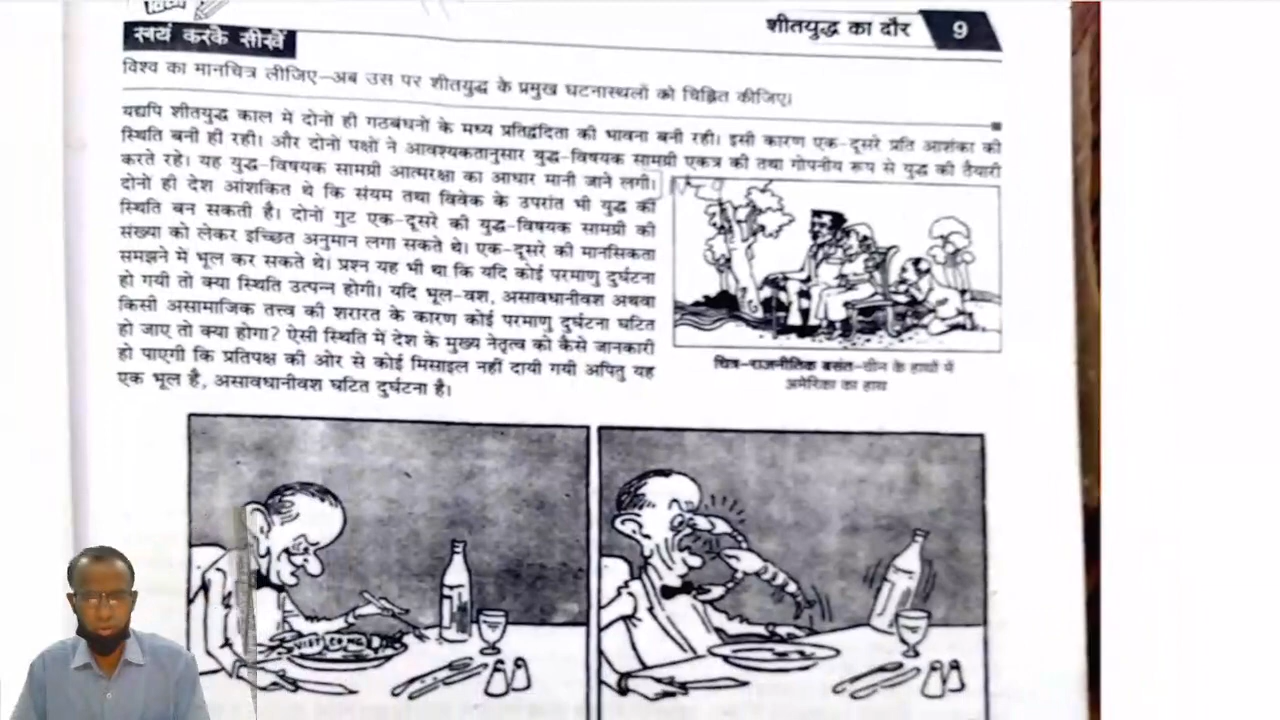 शीतयुद्ध का दौर 9
स्वयं करके सीखें
विश्व का मानचित्र लीजिए–अब उस पर शीतयुद्ध के प्रमुख घटनास्थलों को चिह्नित कीजिए।
यद्यपि शीतयुद्ध काल में दोनों ही गठबंधनों के मध्य प्रतिद्वंदिता की भावना बनी रही। इसी कारण एक-दूसरे प्रति आशंका की
स्थिति बनी ही रही। और दोनों पक्षों ने आवश्यकतानुसार युद्ध-विषयक सामग्री एकत्र की तथा गोपनीय रूप से युद्ध की तैयारी
करते रहे। यह युद्ध-विषयक सामग्री आत्मरक्षा का आधार मानी जाने लगी।
दोनों ही देश आंशकित थे कि संयम तथा विवेक के उपरांत भी युद्ध की
स्थिति बन सकती है। दोनों गुट एक-दूसरे की युद्ध-विषयक सामग्री की
संख्या को लेकर इच्छित अनुमान लगा सकते थे। एक-दूसरे की मानसिकता
समझने में भूल कर सकते थे। प्रश्न यह भी था कि यदि कोई परमाणु दुर्घटना
हो गयी तो क्या स्थिति उत्पन्न होगी। यदि भूल-वश, असावधानीवश अथवा
किसी असामाजिक तत्त्व की शरारत के कारण कोई परमाणु दुर्घटना घटित
हो जाए तो क्या होगा? ऐसी स्थिति में देश के मुख्य नेतृत्व को कैसे जानकारी
हो पाएगी कि प्रतिपक्ष की ओर से कोई मिसाइल नहीं दायी गयी अपितु यह
एक भूल है, असावधानीवश घटित दुर्घटना है।
चित्र–राजनीतिक बसंत–चीन के हाथों में
अमेरिका का हाथ
VIET CONG